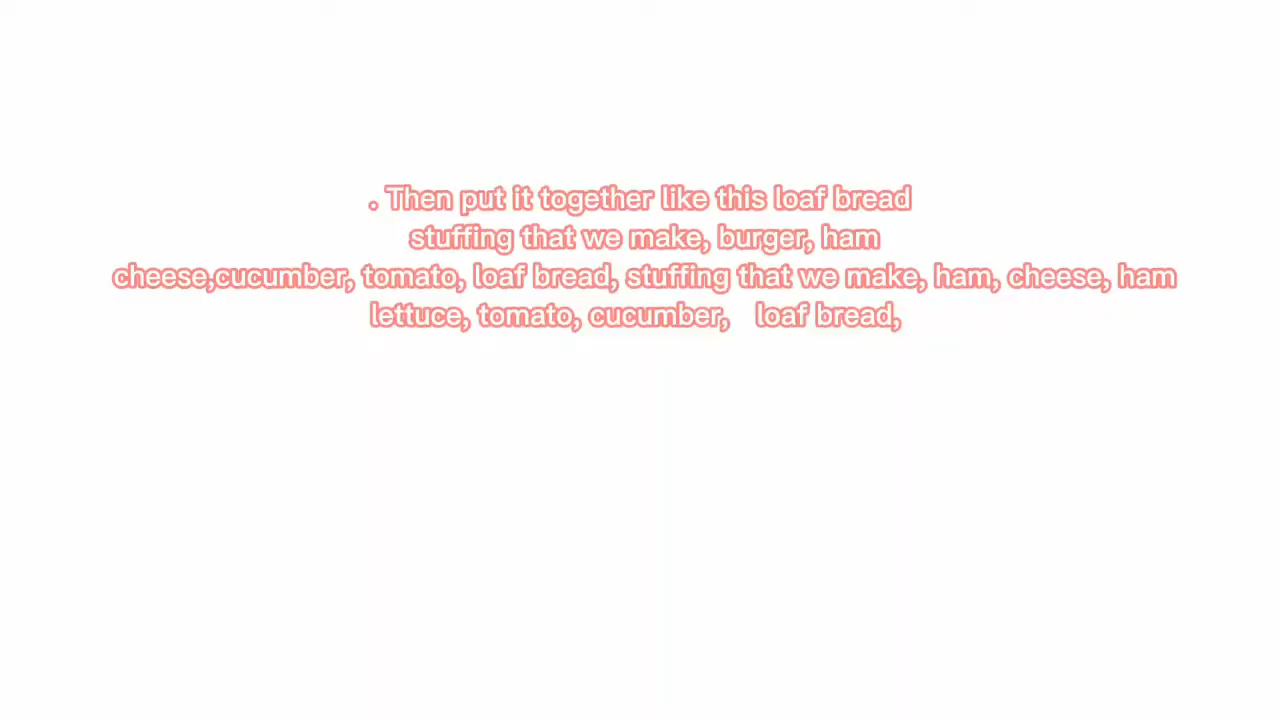 . Then put it together like this loaf bread
stuffing that we make, burger, ham
cheese,cucumber, tomato, loaf bread, stuffing that we make, ham, cheese, ham
lettuce, tomato, cucumber,   loaf bread,